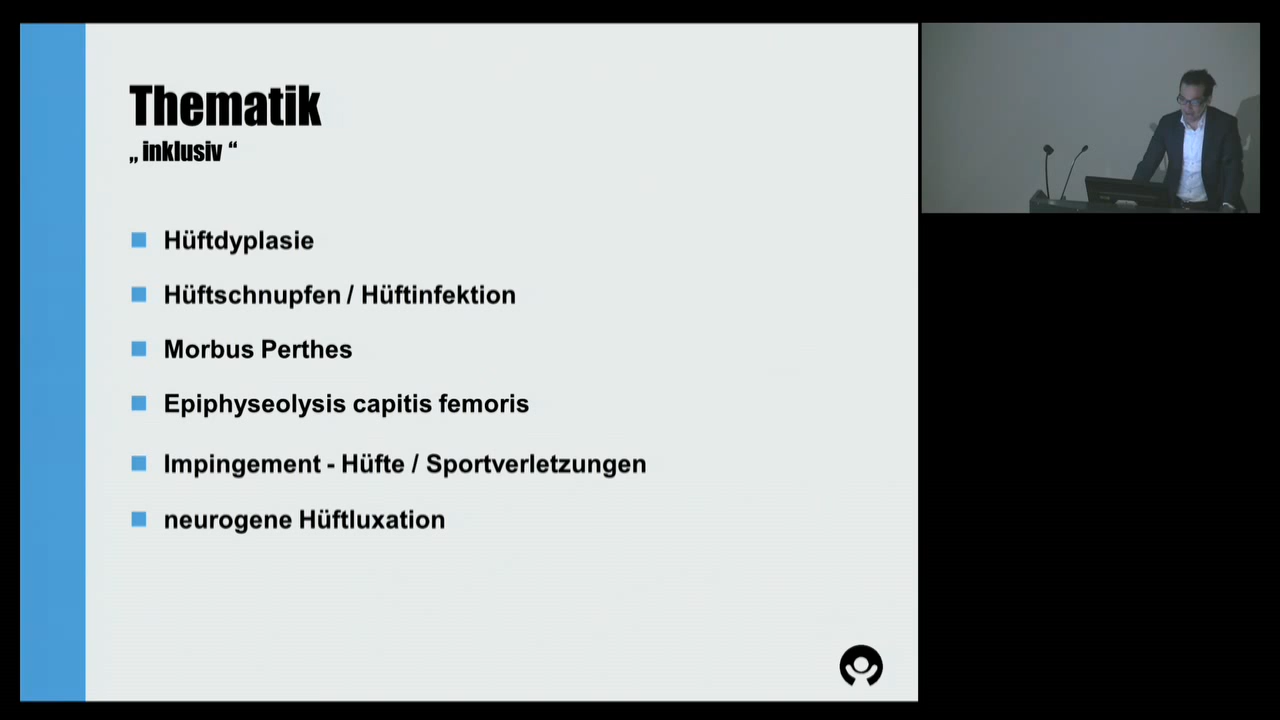 Thematik
„ inklusiv “
Hüftdyplasie
Hüftschnupfen / Hüftinfektion
Morbus Perthes
Epiphyseolysis capitis femoris
Impingement - Hüfte / Sportverletzungen
neurogene Hüftluxation